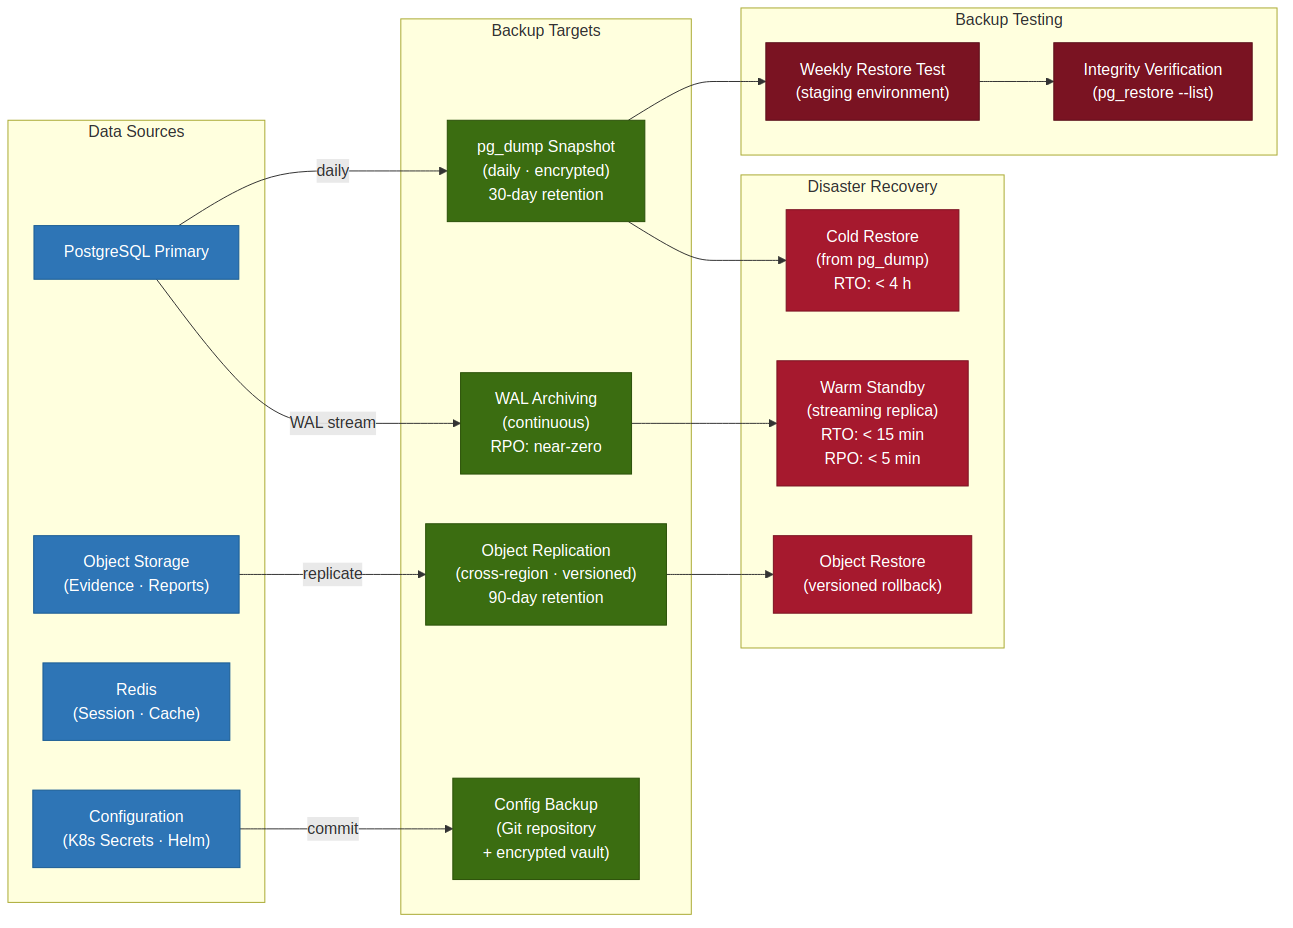 Data Sources
PostgreSQL Primary
Object Storage
(Evidence · Reports)
Redis
(Session · Cache)
Configuration
(K8s Secrets · Helm)
daily
WAL stream
replicate
commit
Backup Targets
pg_dump Snapshot
(daily · encrypted)
30-day retention
WAL Archiving
(continuous)
RPO: near-zero
Object Replication
(cross-region · versioned)
90-day retention
Config Backup
(Git repository
+ encrypted vault)
Backup Testing
Weekly Restore Test
(staging environment)
Integrity Verification
(pg_restore --list)
Disaster Recovery
Cold Restore
(from pg_dump)
RTO: < 4 h
Warm Standby
(streaming replica)
RTO: < 15 min
RPO: < 5 min
Object Restore
(versioned rollback)